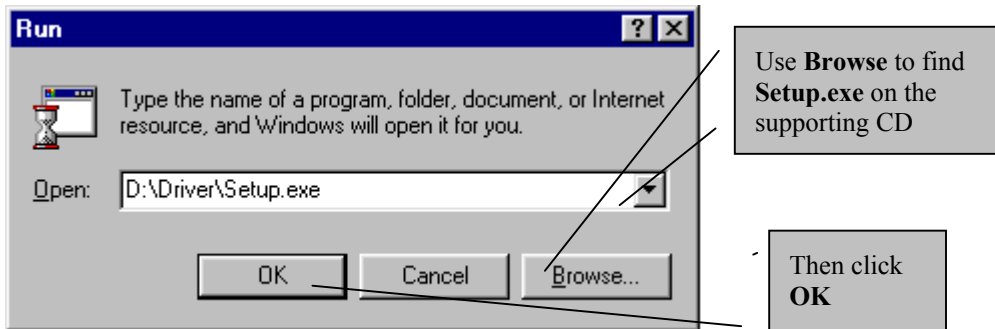 Run
Type the name of a program, folder, document, or Internet
resource, and Windows will open it for you.
Open: D:\Driver\Setup.exe
OK Cancel Browse...
Use Browse to find
Setup.exe on the
supporting CD
Then click
OK